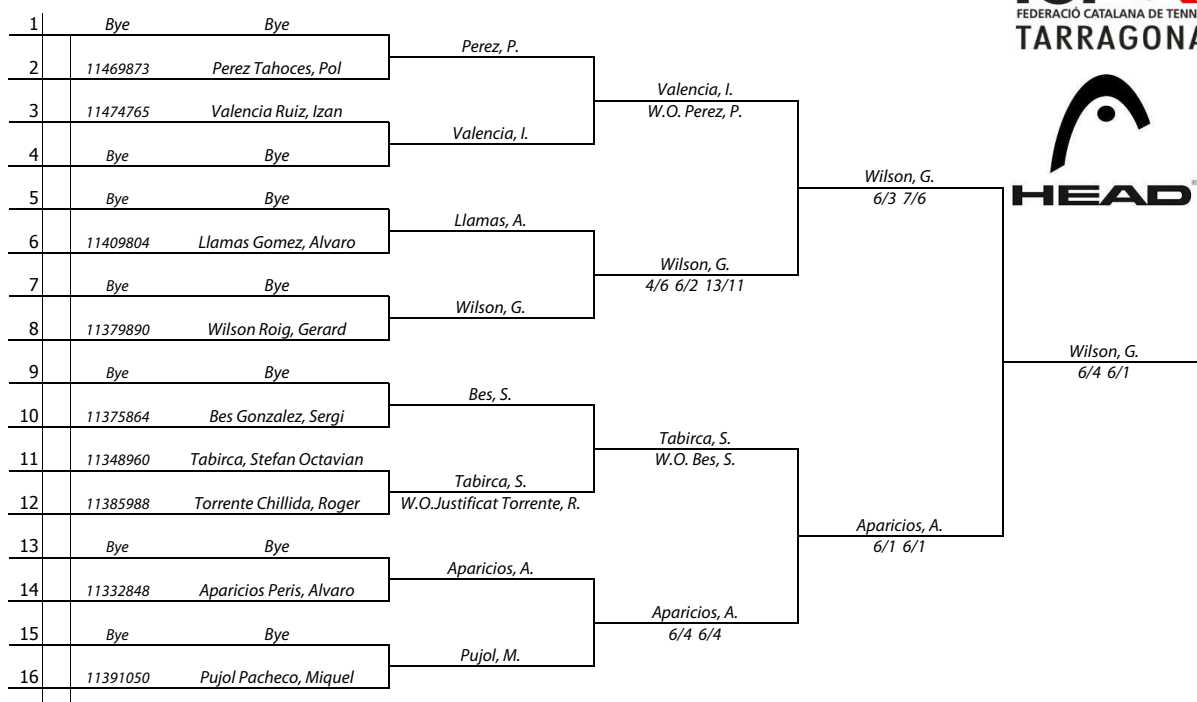 FEDERACIÓ CATALANA DE TENN
TARRAGONA
HEAD®
1 Bye Bye
2 11469873 Perez Tahoces, Pol
3 11474765 Valencia Ruiz, Izan
4 Bye Bye
5 Bye Bye
6 11409804 Llamas Gomez, Alvaro
7 Bye Bye
8 11379890 Wilson Roig, Gerard
9 Bye Bye
10 11375864 Bes Gonzalez, Sergi
11 11348960 Tabirca, Stefan Octavian
12 11385988 Torrente Chillida, Roger
13 Bye Bye
14 11332848 Aparicios Peris, Alvaro
15 Bye Bye
16 11391050 Pujol Pacheco, Miquel
Perez, P.
Valencia, I.
Llamas, A.
Wilson, G.
Bes, S.
Tabirca, S.
W.O.Justificat Torrente, R.
Aparicios, A.
Pujol, M.
Valencia, I.
W.O. Perez, P.
Wilson, G.
4/6 6/2 13/11
Tabirca, S.
W.O. Bes, S.
Aparicios, A.
6/4 6/4
Wilson, G.
6/3 7/6
Aparicios, A.
6/1 6/1
Wilson, G.
6/4 6/1